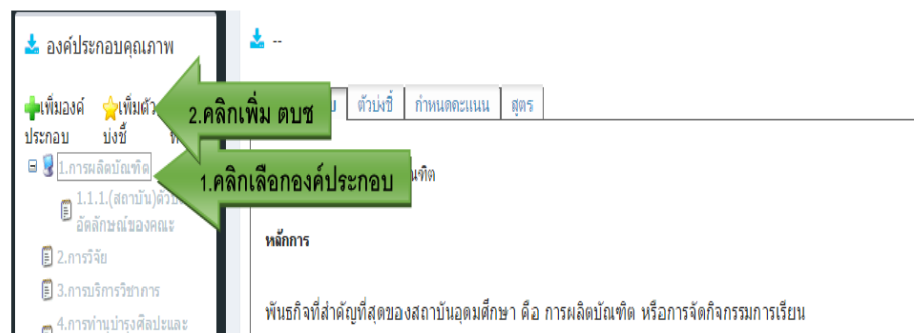 องค์ประกอบคุณภาพ
--
เพิ่มองค์ประกอบ
เพิ่มตัวบ่งชี้
2.คลิกเพิ่ม ตบช
ตัวบ่งชี้
กำหนดคะแนน
สูตร
1.การผลิตบัณฑิต
1.คลิกเลือกองค์ประกอบ
1.1.1.(สถาบัน)
อัตลักษณ์ของคณะ
2.การวิจัย
3.การบริการวิชาการ
4.การทำนุบำรุงศิลปะและ
หลักการ
พันธกิจที่สำคัญที่สุดของสถาบันอุดมศึกษา คือ การผลิตบัณฑิต หรือการจัดกิจกรรมการเรียน